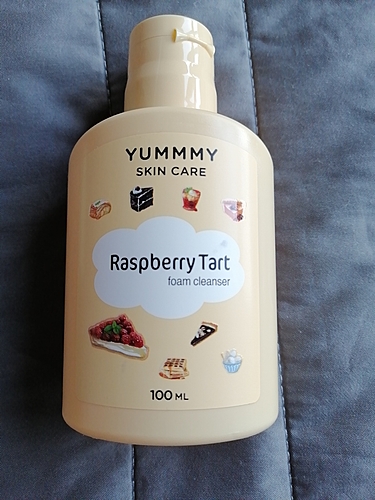 YUMMMY
SKIN CARE
Raspberry Tart
foam cleanser
100 ML